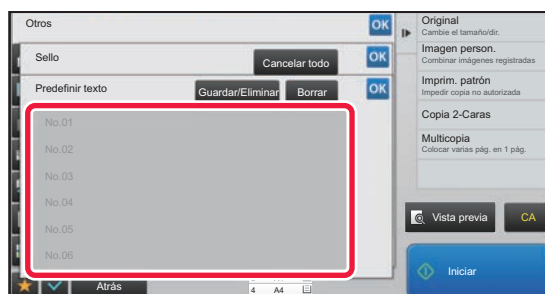 Otros
OK
Sello
Cancelar todo
OK
Predefinir texto
Guardar/Eliminar
Borrar
OK
No.01
No.02
No.03
No.04
No.05
No.06
Atrás
4 A4
Original
Cambie el tamaño/dir.
Imagen person.
Combinar imágenes registradas
Imprim. patrón
Impedir copia no autorizada
Copia 2-Caras
Multicopia
Colocar varias pág. en 1 pág.
Vista previa
CA
Iniciar